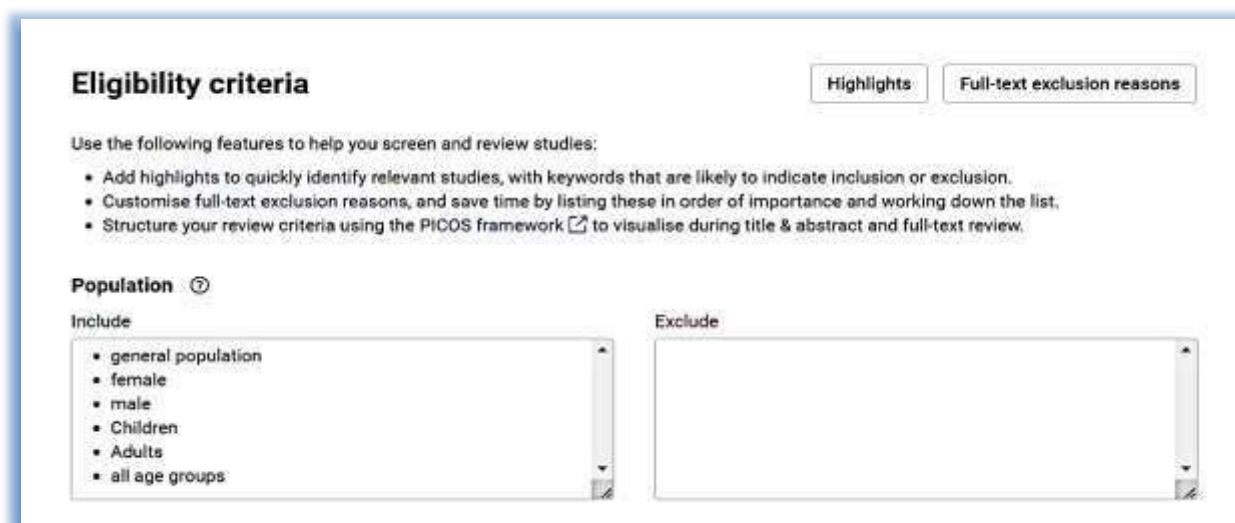 Eligibility criteria
Highlights
Full-text exclusion reasons
Use the following features to help you screen and review studies:
• Add highlights to quickly identify relevant studies, with keywords that are likely to indicate inclusion or exclusion.
• Customise full-text exclusion reasons, and save time by listing these in order of importance and working down the list.
• Structure your review criteria using the PICOS framework to visualise during title & abstract and full-text review.
Population ?
Include
Exclude
• general population
• female
• male
• Children
• Adults
• all age groups